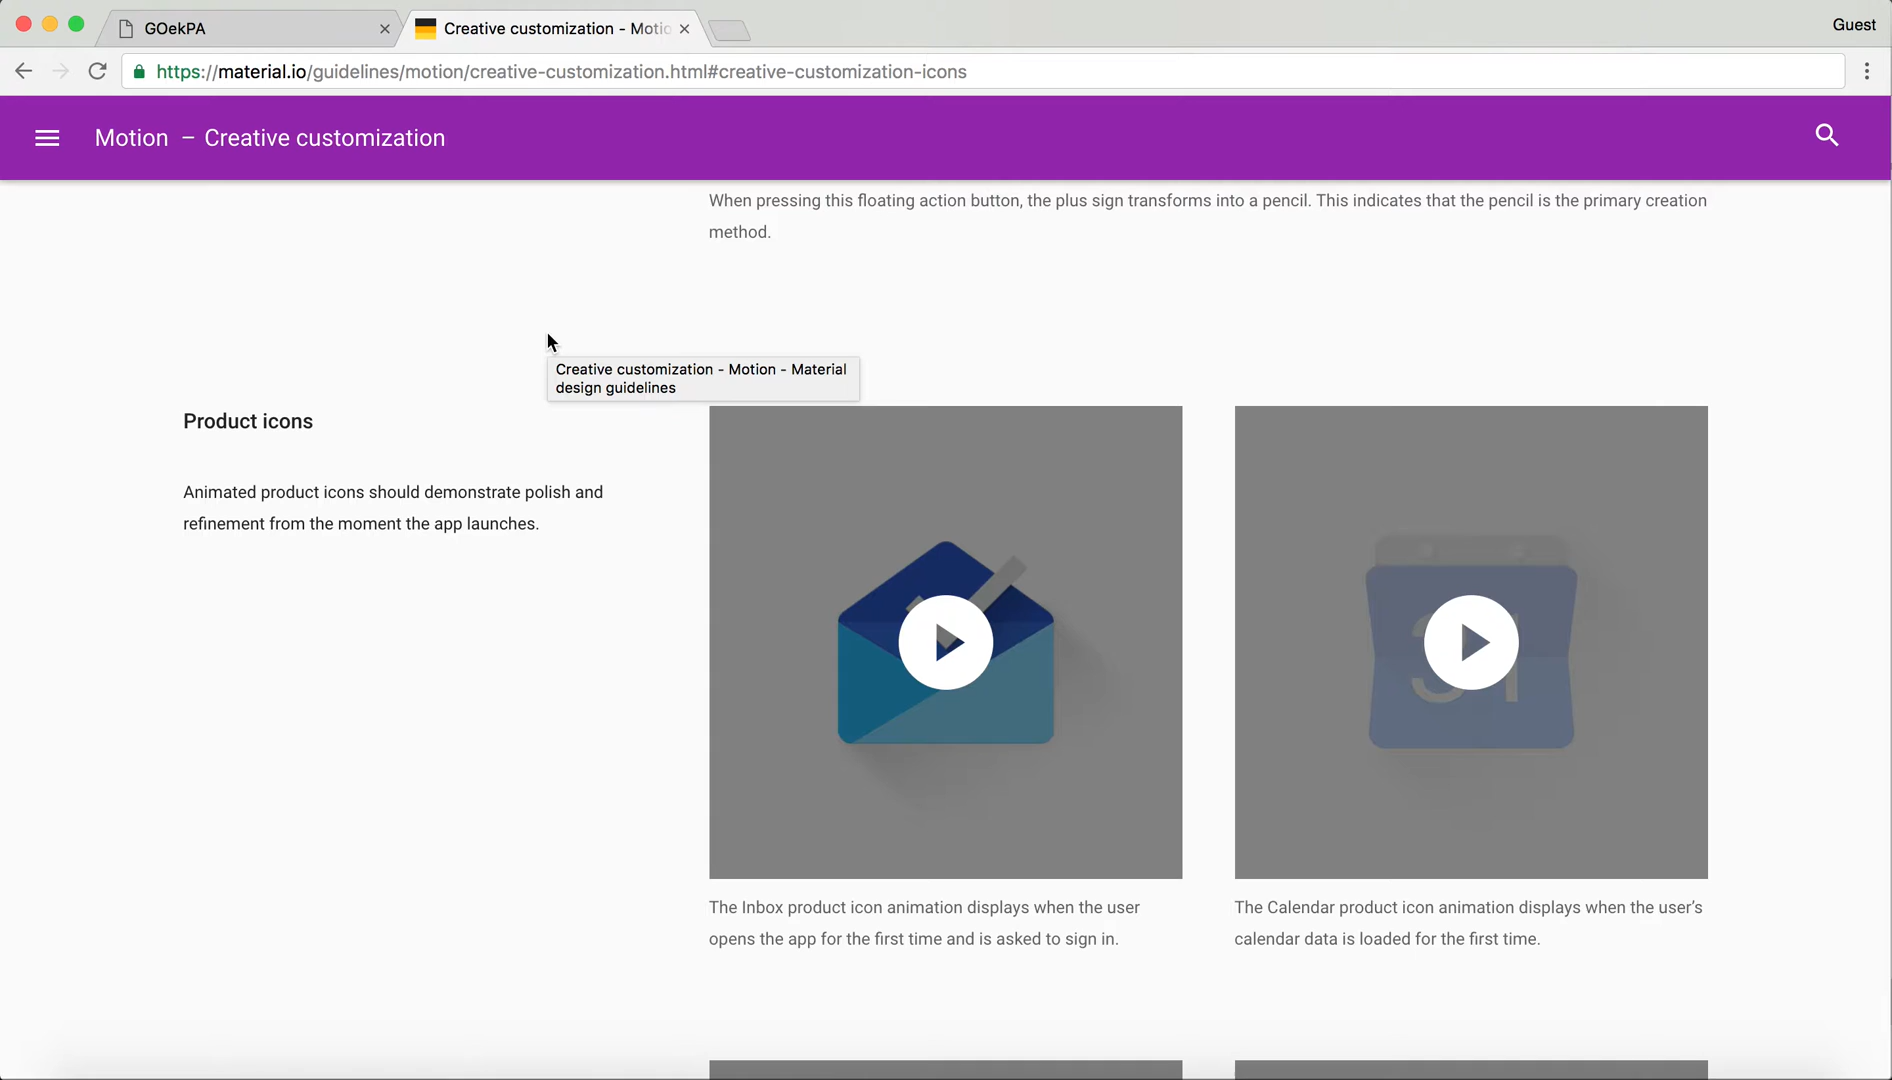 GOekPA
Creative customization - Motio
Guest
https://material.io/guidelines/motion/creative-customization.html#creative-customization-icons
Motion – Creative customization
When pressing this floating action button, the plus sign transforms into a pencil. This indicates that the pencil is the primary creation
method.
Creative customization - Motion - Material
design guidelines
Product icons
Animated product icons should demonstrate polish and
refinement from the moment the app launches.
31
The Inbox product icon animation displays when the user
opens the app for the first time and is asked to sign in.
The Calendar product icon animation displays when the user’s
calendar data is loaded for the first time.